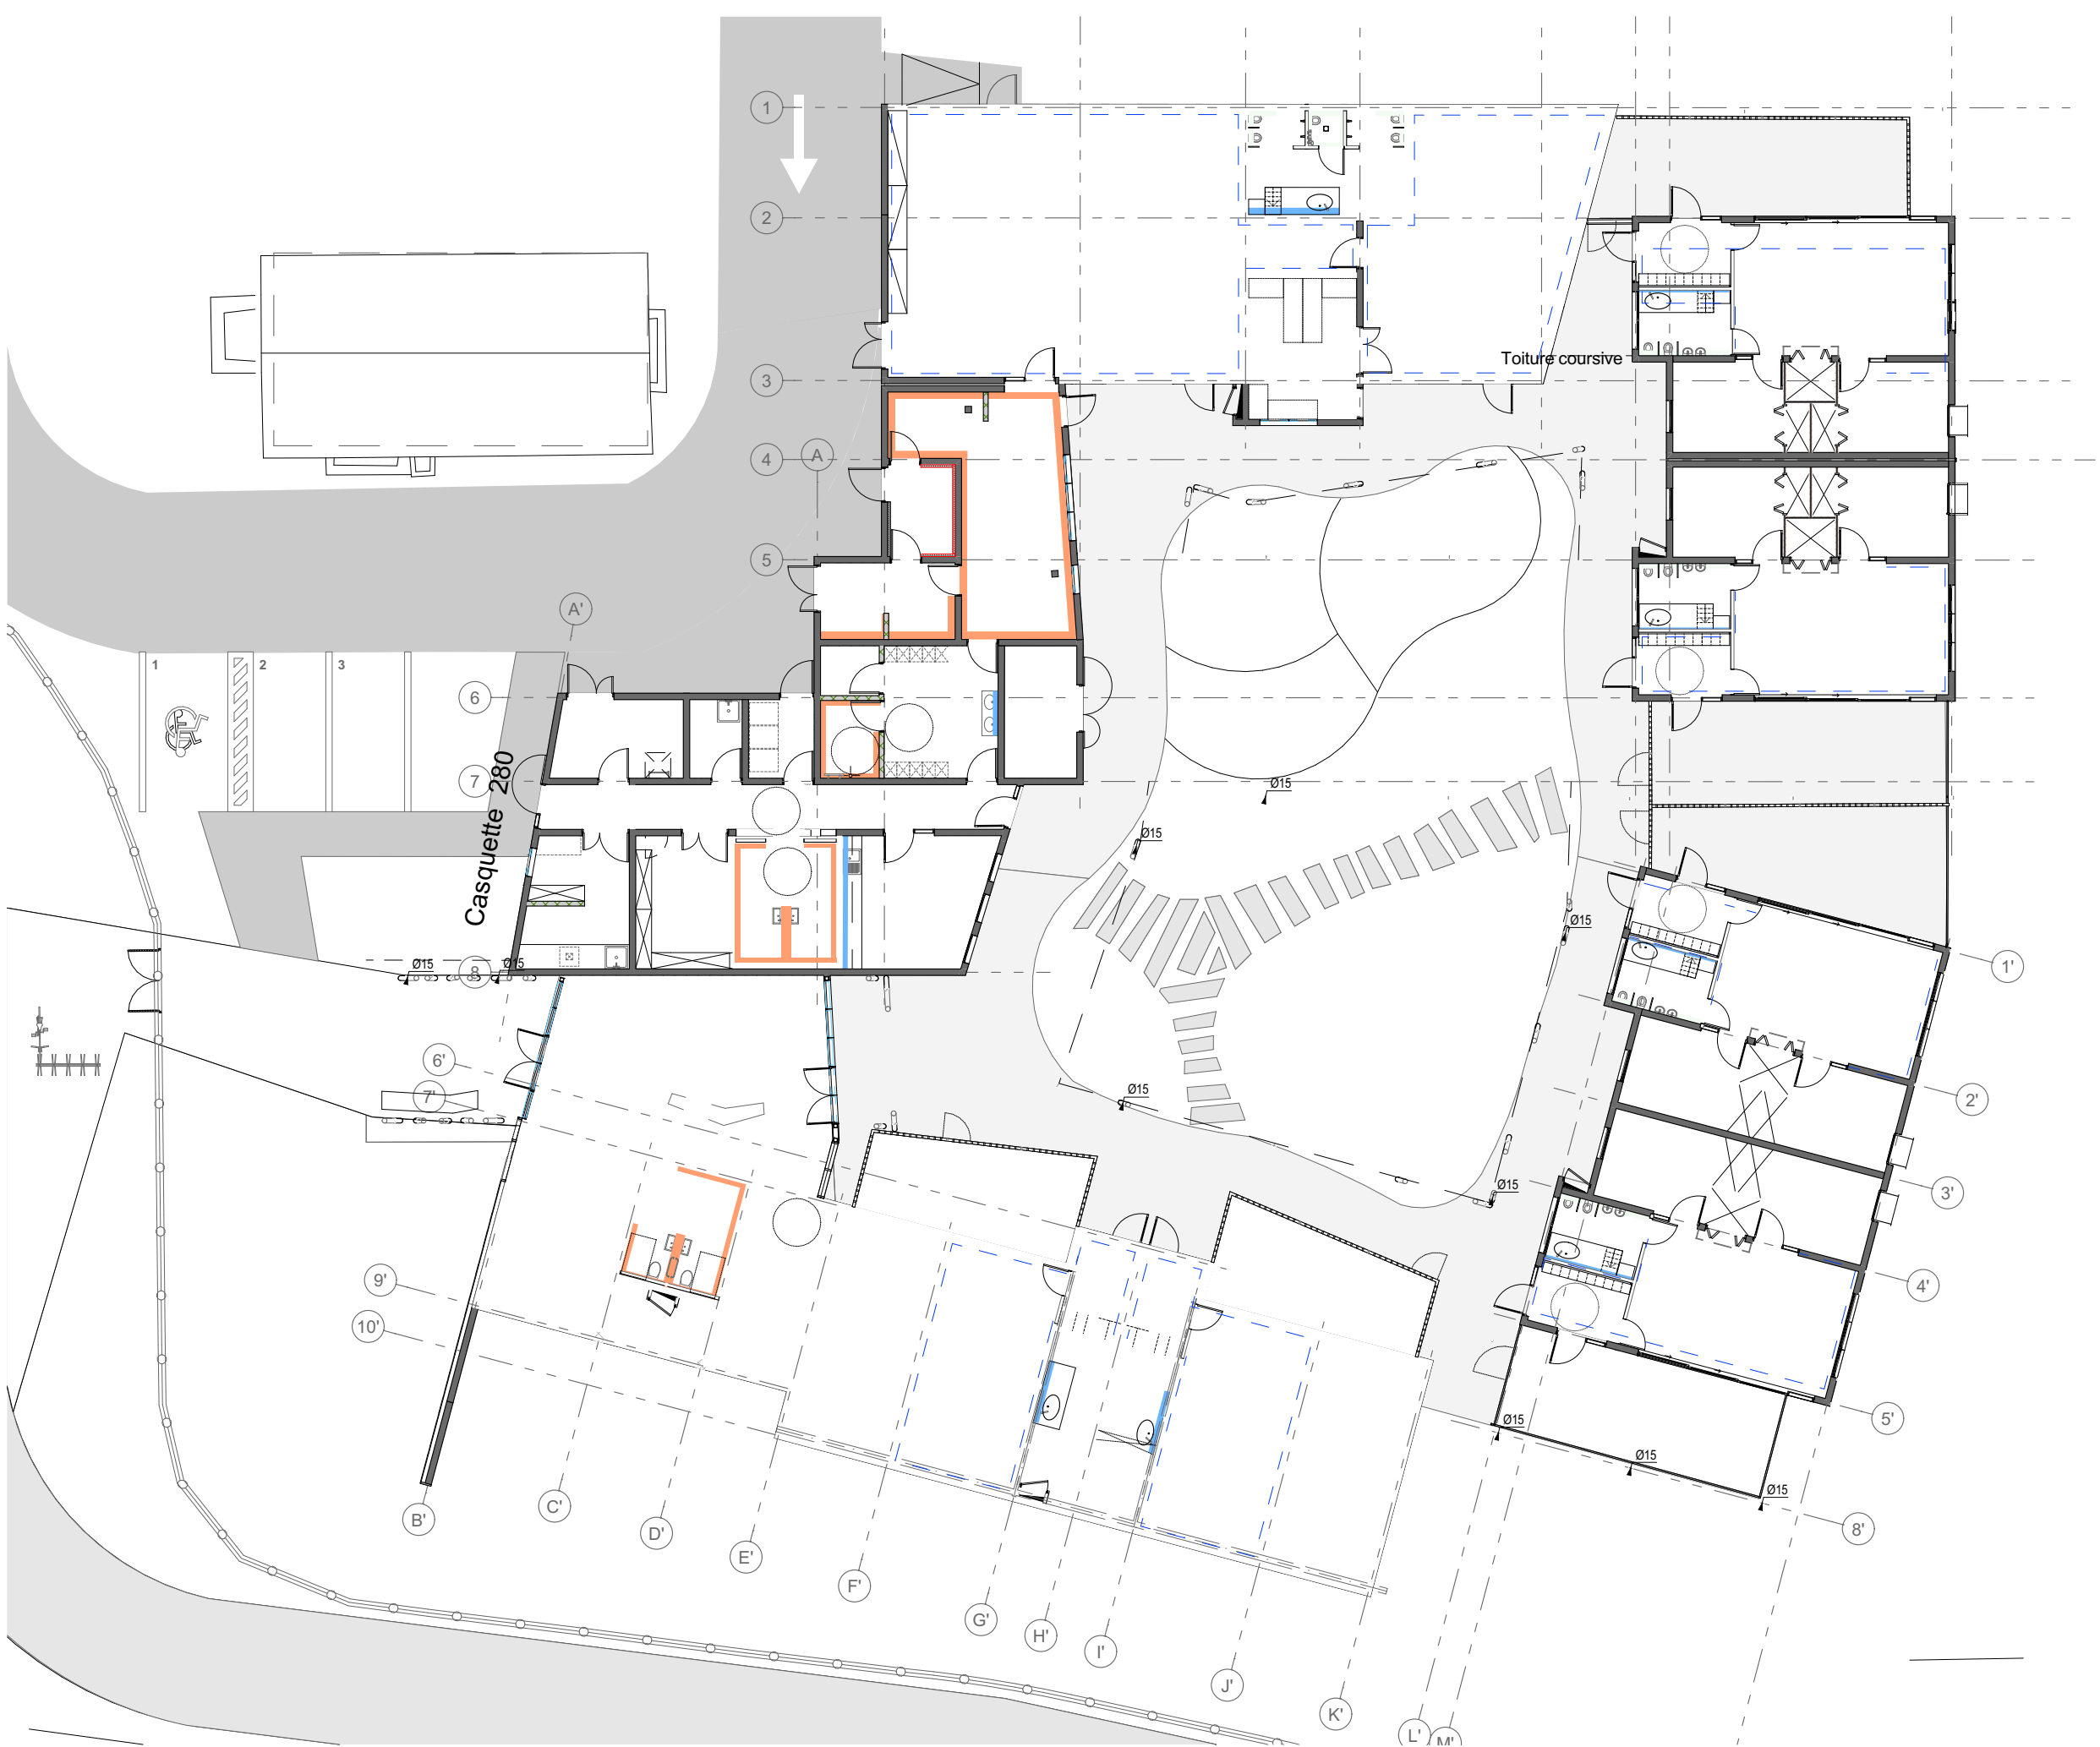 1
2
Toiture coursive
3
A
4
5
A'
1
2
3
6
7
Casquette 280
Ø15
Ø15
Ø15
Ø15
8
Ø15
1'
6'
7'
Ø15
2'
Ø15
3'
9'
4'
10'
Ø15
5'
Ø15
Ø15
B'
C'
D'
8'
E'
F'
G'
H'
I'
J'
K'
L'
M'